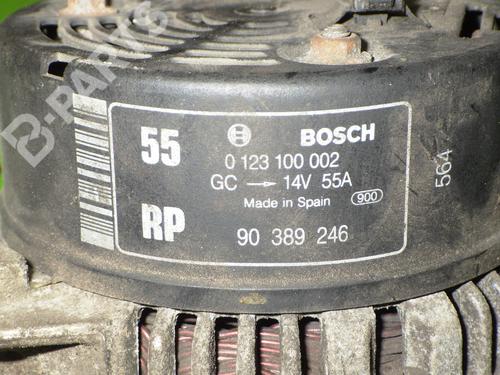 B-PARTS
55 BOSCH
0 123 100 002
GC → 14V 55A
Made in Spain 900
RP 90 389 246
564